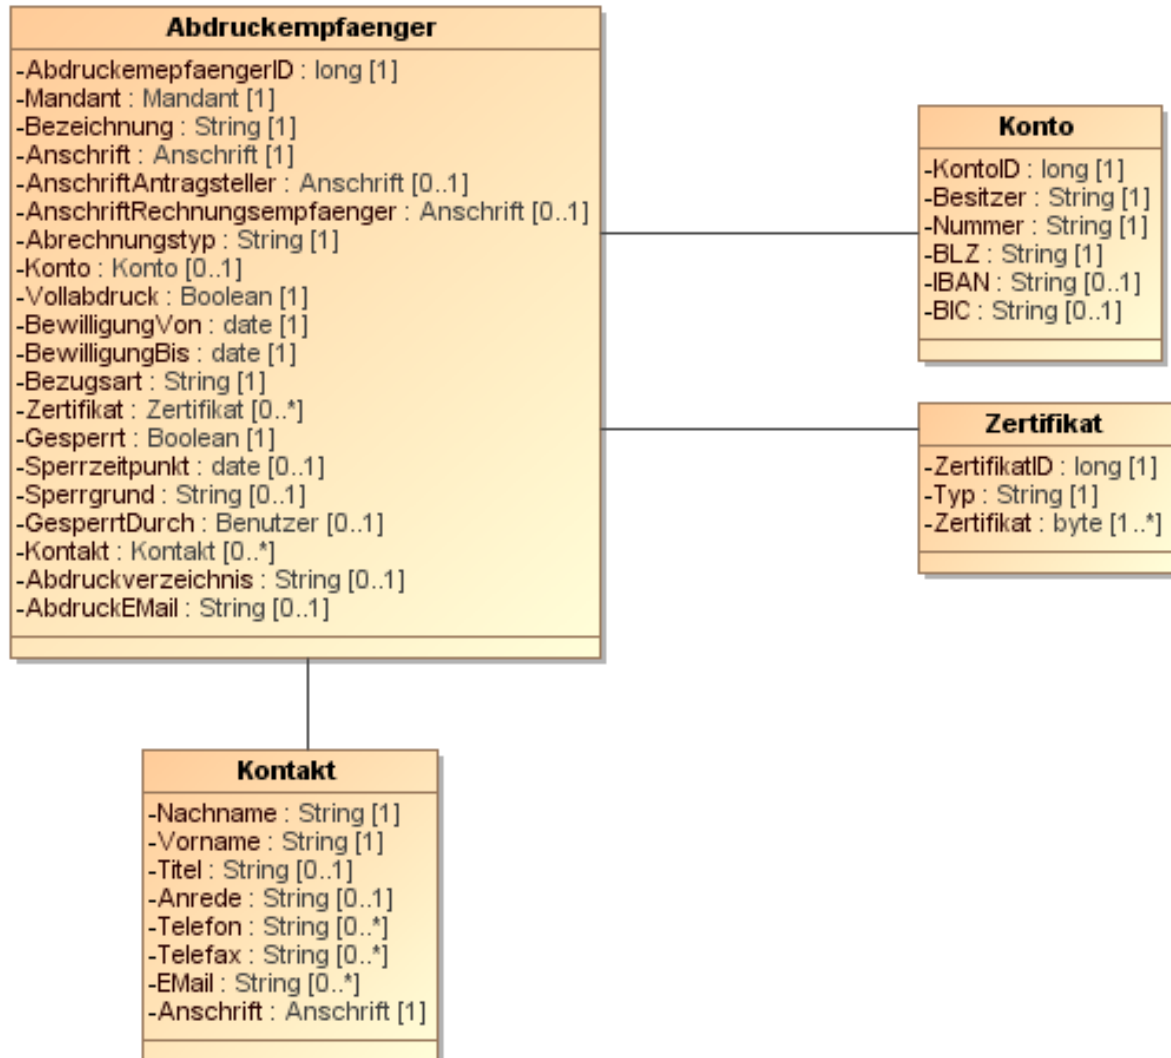 Abdruckempfaenger
-AbdruckemepfaengerID : long [1]
-Mandant : Mandant [1]
-Bezeichnung : String [1]
-Anschrift : Anschrift [1]
-AnschriftAntragsteller : Anschrift [0..1]
-AnschriftRechnungsempfaenger : Anschrift [0..1]
-Abrechnungstyp : String [1]
-Konto : Konto [0..1]
-Vollabdruck : Boolean [1]
-BewilligungVon : date [1]
-BewilligungBis : date [1]
-Bezugsart : String [1]
-Zertifikat : Zertifikat [0..*]
-Gesperrt : Boolean [1]
-Sperrzeitpunkt : date [0..1]
-Sperrgrund : String [0..1]
-GesperrtDurch : Benutzer [0..1]
-Kontakt : Kontakt [0..*]
-Abdruckverzeichnis : String [0..1]
-AbdruckEMail : String [0..1]
Konto
-KontoID : long [1]
-Besitzer : String [1]
-Nummer : String [1]
-BLZ : String [1]
-IBAN : String [0..1]
-BIC : String [0..1]
Zertifikat
-ZertifikatID : long [1]
-Typ : String [1]
-Zertifikat : byte [1..*]
Kontakt
-Nachname : String [1]
-Vorname : String [1]
-Titel : String [0..1]
-Anrede : String [0..1]
-Telefon : String [0..*]
-Telefax : String [0..*]
-EMail : String [0..*]
-Anschrift : Anschrift [1]